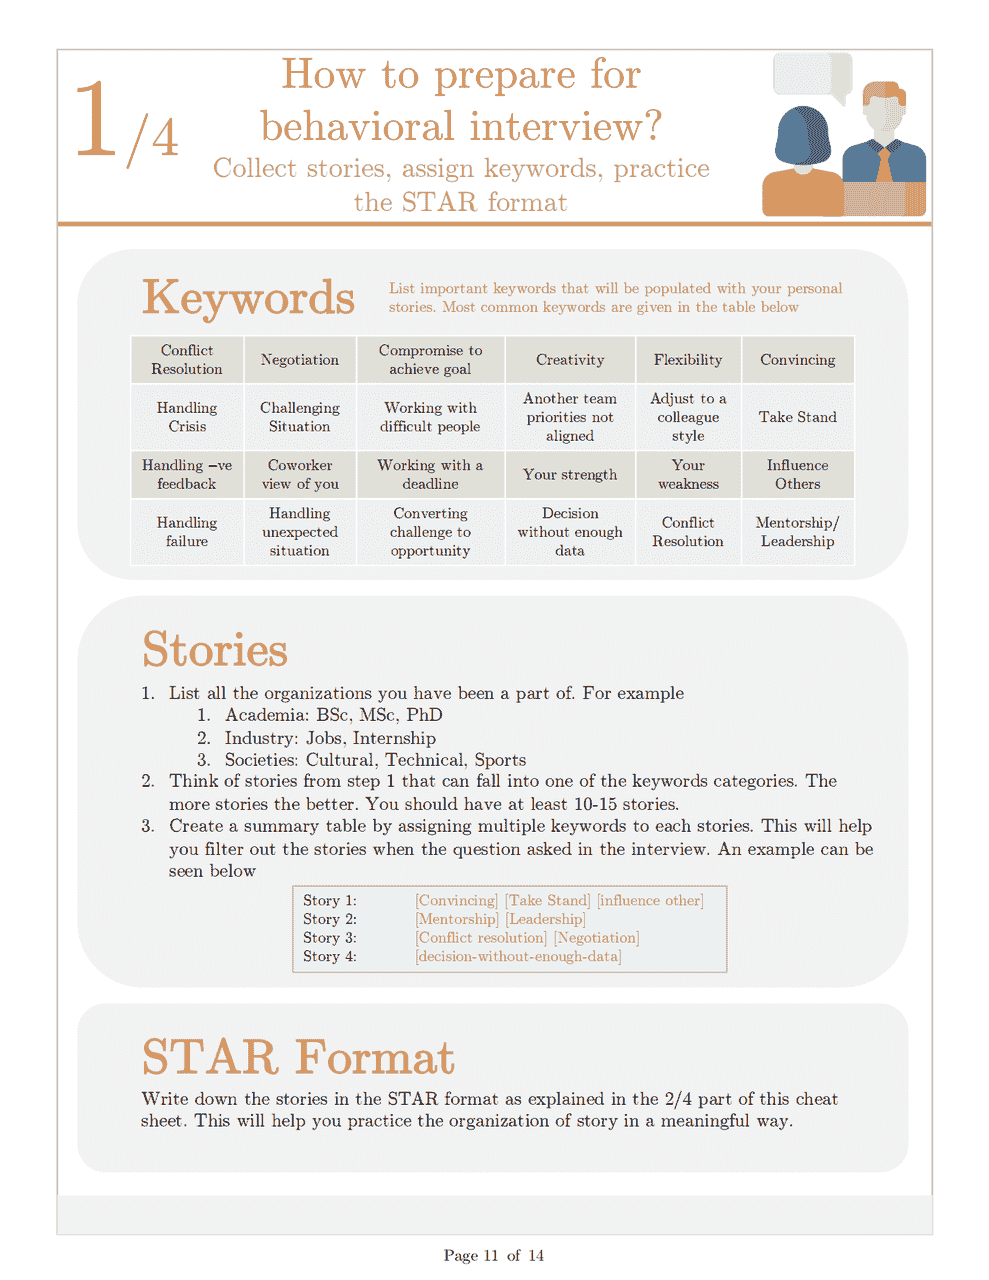 1/4
How to prepare for
behavioral interview?
Collect stories, assign keywords, practice
the STAR format
Keywords
List important keywords that will be populated with your personal
stories. Most common keywords are given in the table below
Conflict
Resolution
Negotiation
Compromise to
achieve goal
Creativity
Flexibility
Convincing
Handling
Crisis
Challenging
Situation
Working with
difficult people
Another team
priorities not
aligned
Adjust to a
colleague
style
Take Stand
Handling –ve
feedback
Coworker
view of you
Working with a
deadline
Your strength
Your
weakness
Influence
Others
Handling
failure
Handling
unexpected
situation
Converting
challenge to
opportunity
Decision
without enough
data
Conflict
Resolution
Mentorship/
Leadership
Stories
1. List all the organizations you have been a part of. For example
1. Academia: BSc, MSc, PhD
2. Industry: Jobs, Internship
3. Societies: Cultural, Technical, Sports
2. Think of stories from step 1 that can fall into one of the keywords categories. The
more stories the better. You should have at least 10-15 stories.
3. Create a summary table by assigning multiple keywords to each stories. This will help
you filter out the stories when the question asked in the interview. An example can be
seen below
Story 1: [Convincing] [Take Stand] [influence other]
Story 2: [Mentorship] [Leadership]
Story 3: [Conflict resolution] [Negotiation]
Story 4: [decision-without-enough-data]
STAR Format
Write down the stories in the STAR format as explained in the 2/4 part of this cheat
sheet. This will help you practice the organization of story in a meaningful way.
Page 11 of 14